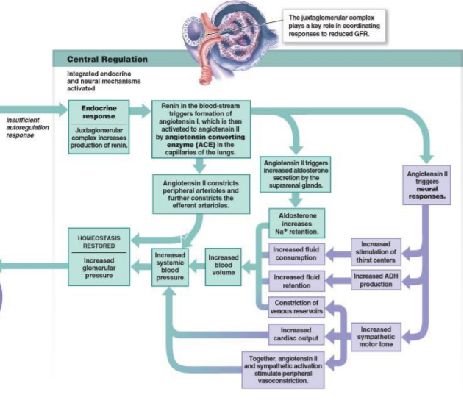 The juxtaglomerular complex
plays a key role in coordinating
responses to reduced GFR.
Central Regulation
Integrated endocrine
and neural mechanisms
activated
Insufficient
autoregulation
response
Endocrine
response
Juxtaglomerular
complex increases
production of renin.
Renin in the blood-stream
triggers formation of
angiotensin I, which is then
activated to angiotensin II
by angiotensin converting
enzyme [ACE] in the
capillaries of the lungs.
Angiotensin II constricts
peripheral arterioles and
further constricts the
efferent arterioles.
Angiotensin II triggers
increased aldosterone
secretion by the
suprarenal glands.
Angiotensin II
triggers
neural
responses.
Aldosterone
increases
Na⁺ retention.
HOMEOSTASIS
RESTORED
Increased
glomerular
pressure
Increased
systemic
blood
pressure.
Increased
blood
volume
Increased fluid
consumption
Increased
stimulation of
thirst centers
Increased fluid
retention
Increased ADH
production
Constriction of
venous reservoirs
Increased
cardiac output
Increased
sympathetic
motor tone
Together, angiotensin II
and sympathetic activation
stimulate peripheral
vasoconstriction.